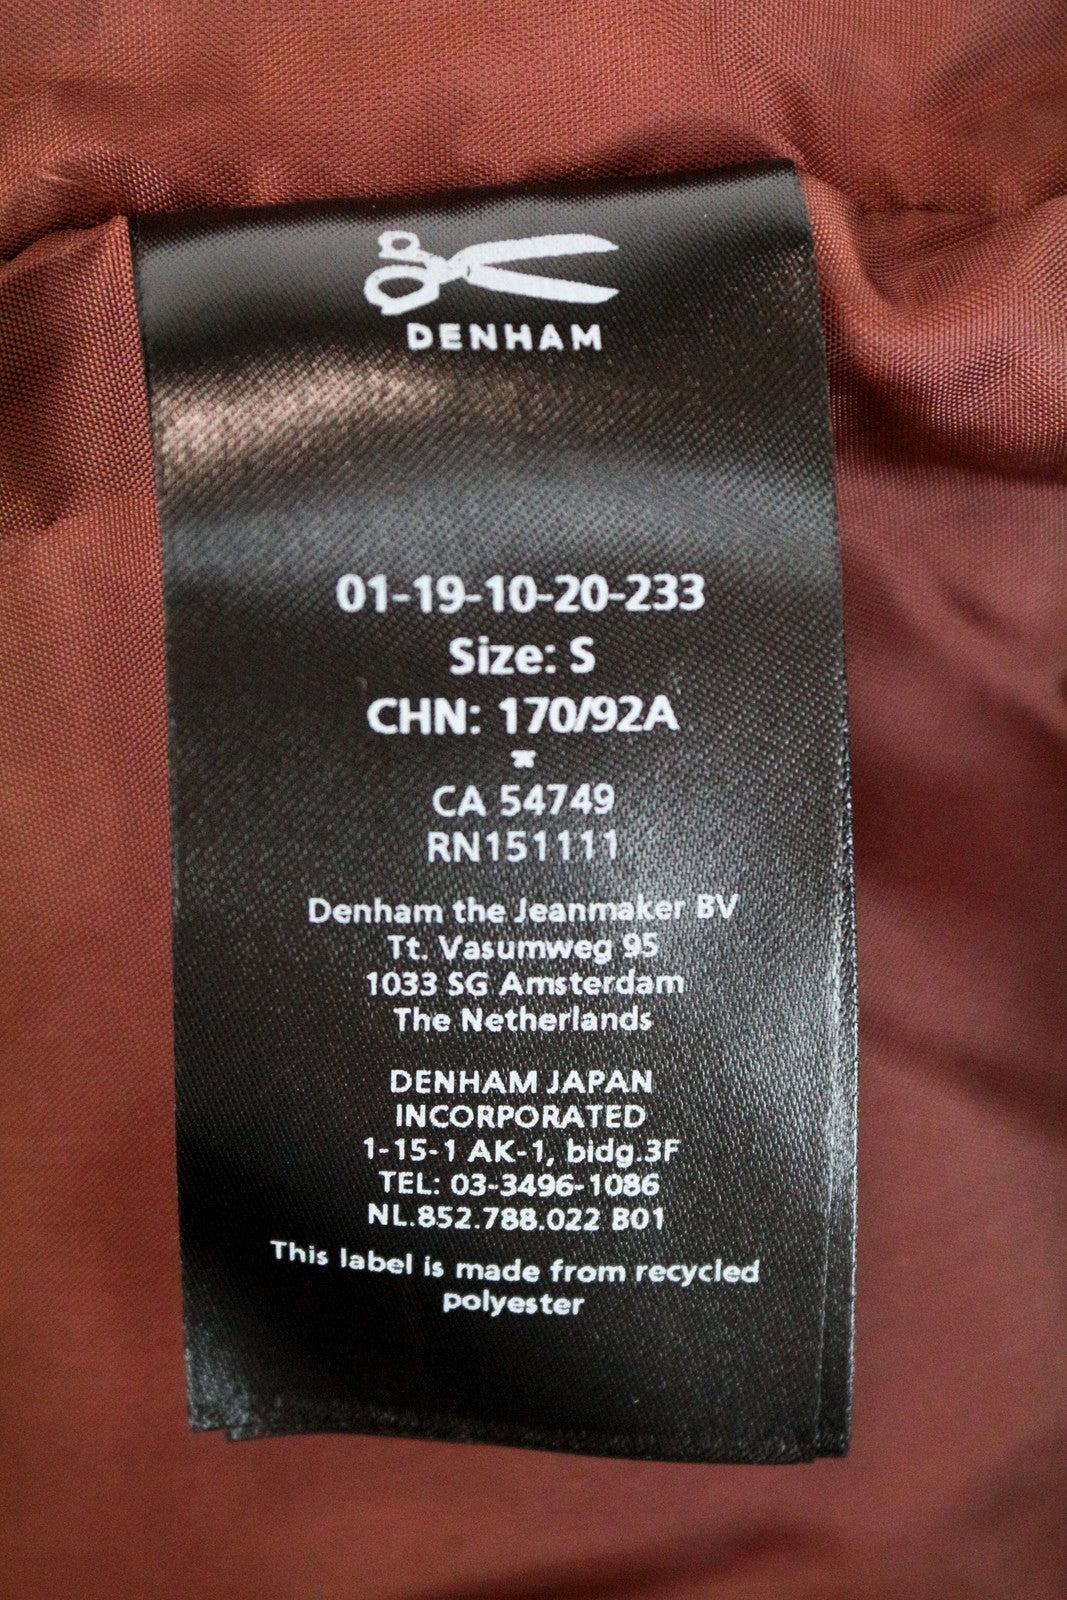 DENHAM
01-19-10-20-233
Size: S
CHN: 170/92A
CA 54749
RN151111
Denham the Jeanmaker BV
Tt. Vasumweg 95
1033 SG Amsterdam
The Netherlands
DENHAM JAPAN
INCORPORATED
1-15-1 AK-1, bidg.3F
TEL: 03-3496-1086
NL.852.788.022 B01
This label is made from recycled
polyester